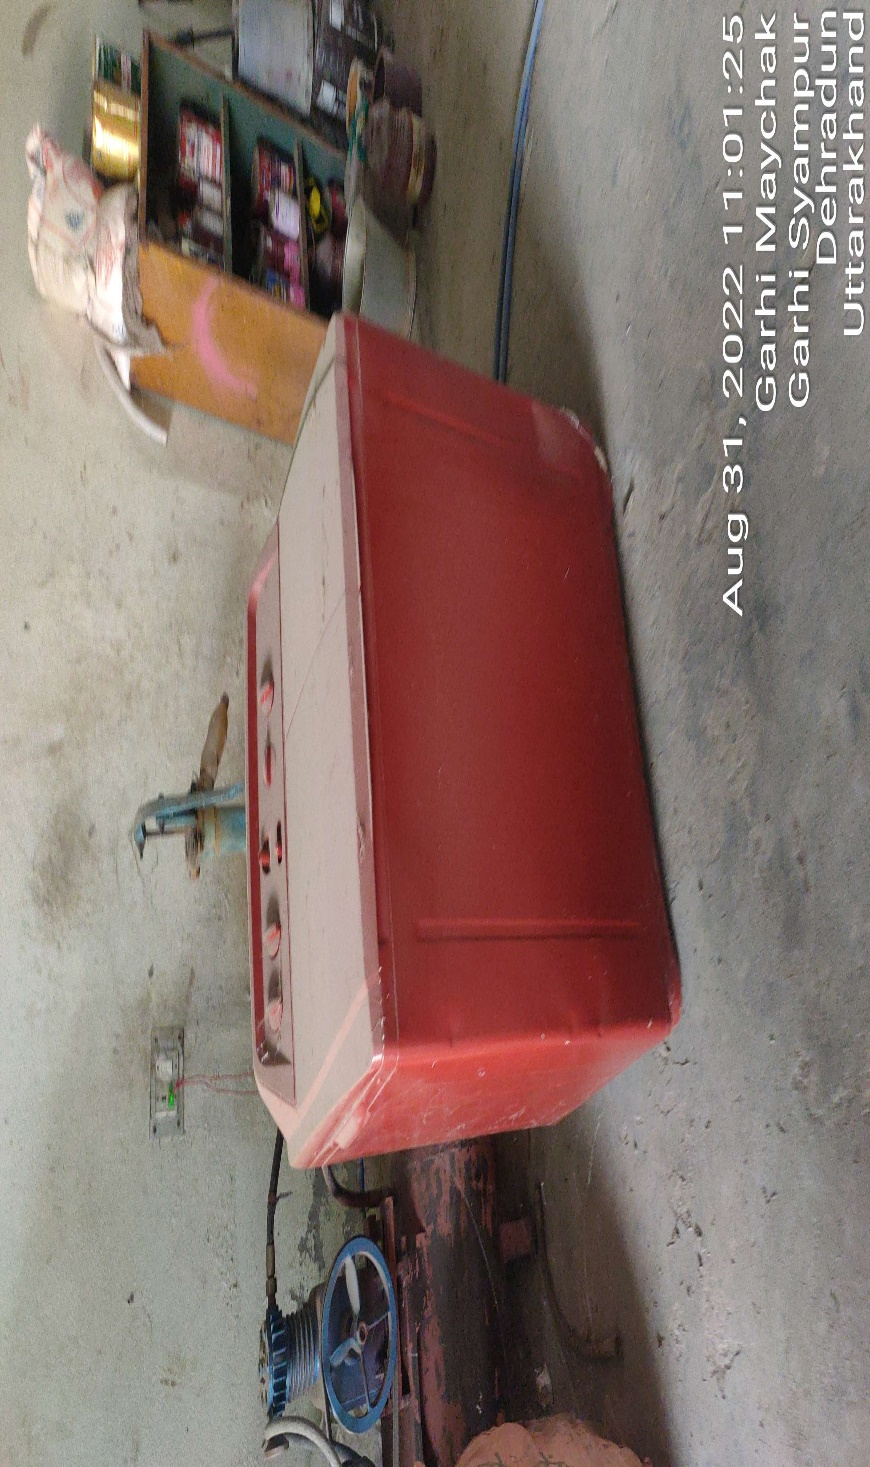 Aug 31, 2022 11:01:25
Garhi Maychak
Garhi Syampur
Dehradun
Uttarakhand